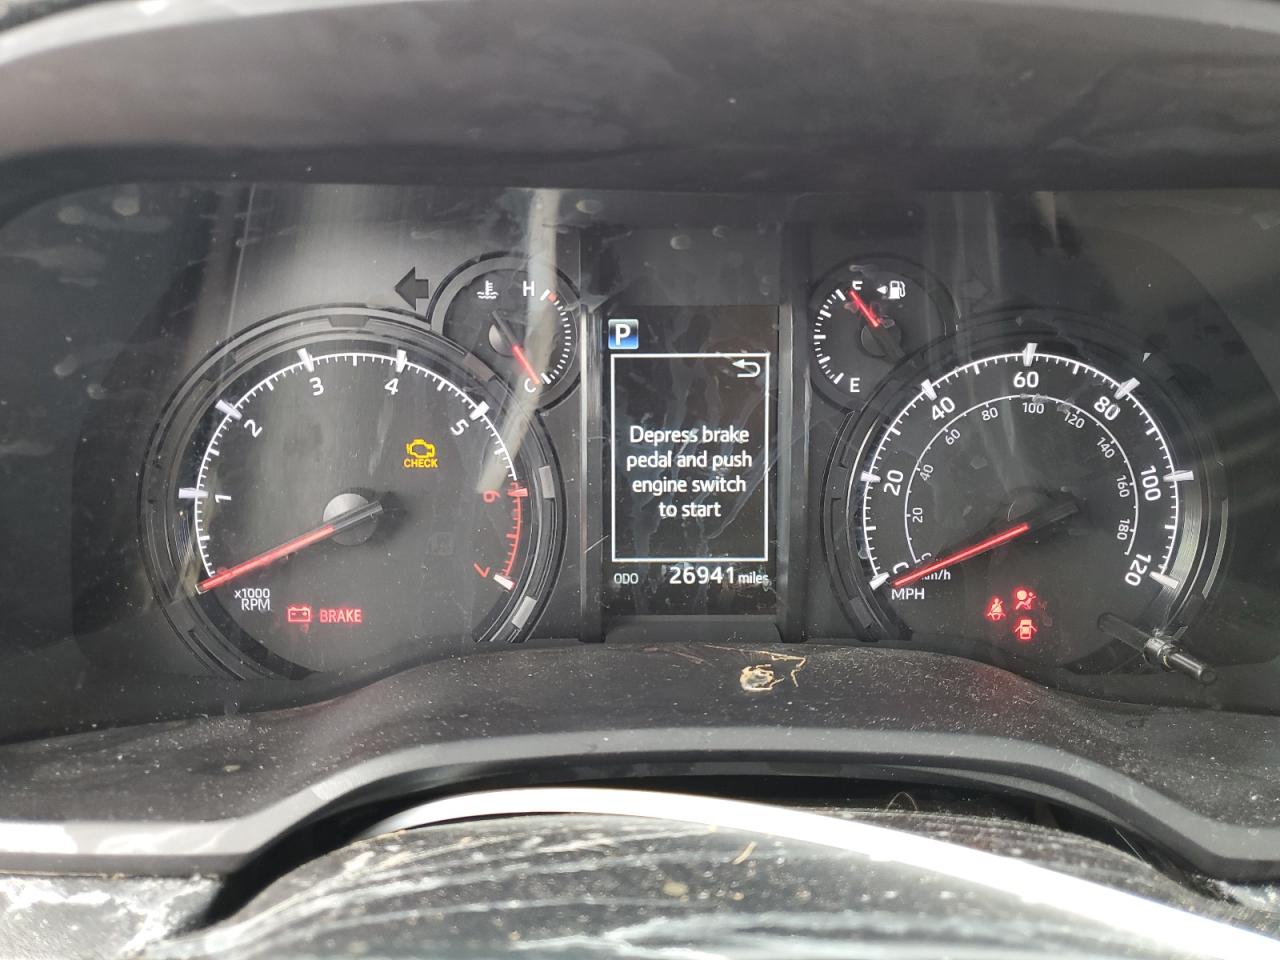 H
C
1
2
3
4
5
6
7
x1000
RPM
CHECK
BRAKE
P
Depress brake
pedal and push
engine switch
to start
ODO 26941 miles
F
E
20
40
60
80
100
120
20
40
60
80
100
120
140
160
180
km/h
MPH